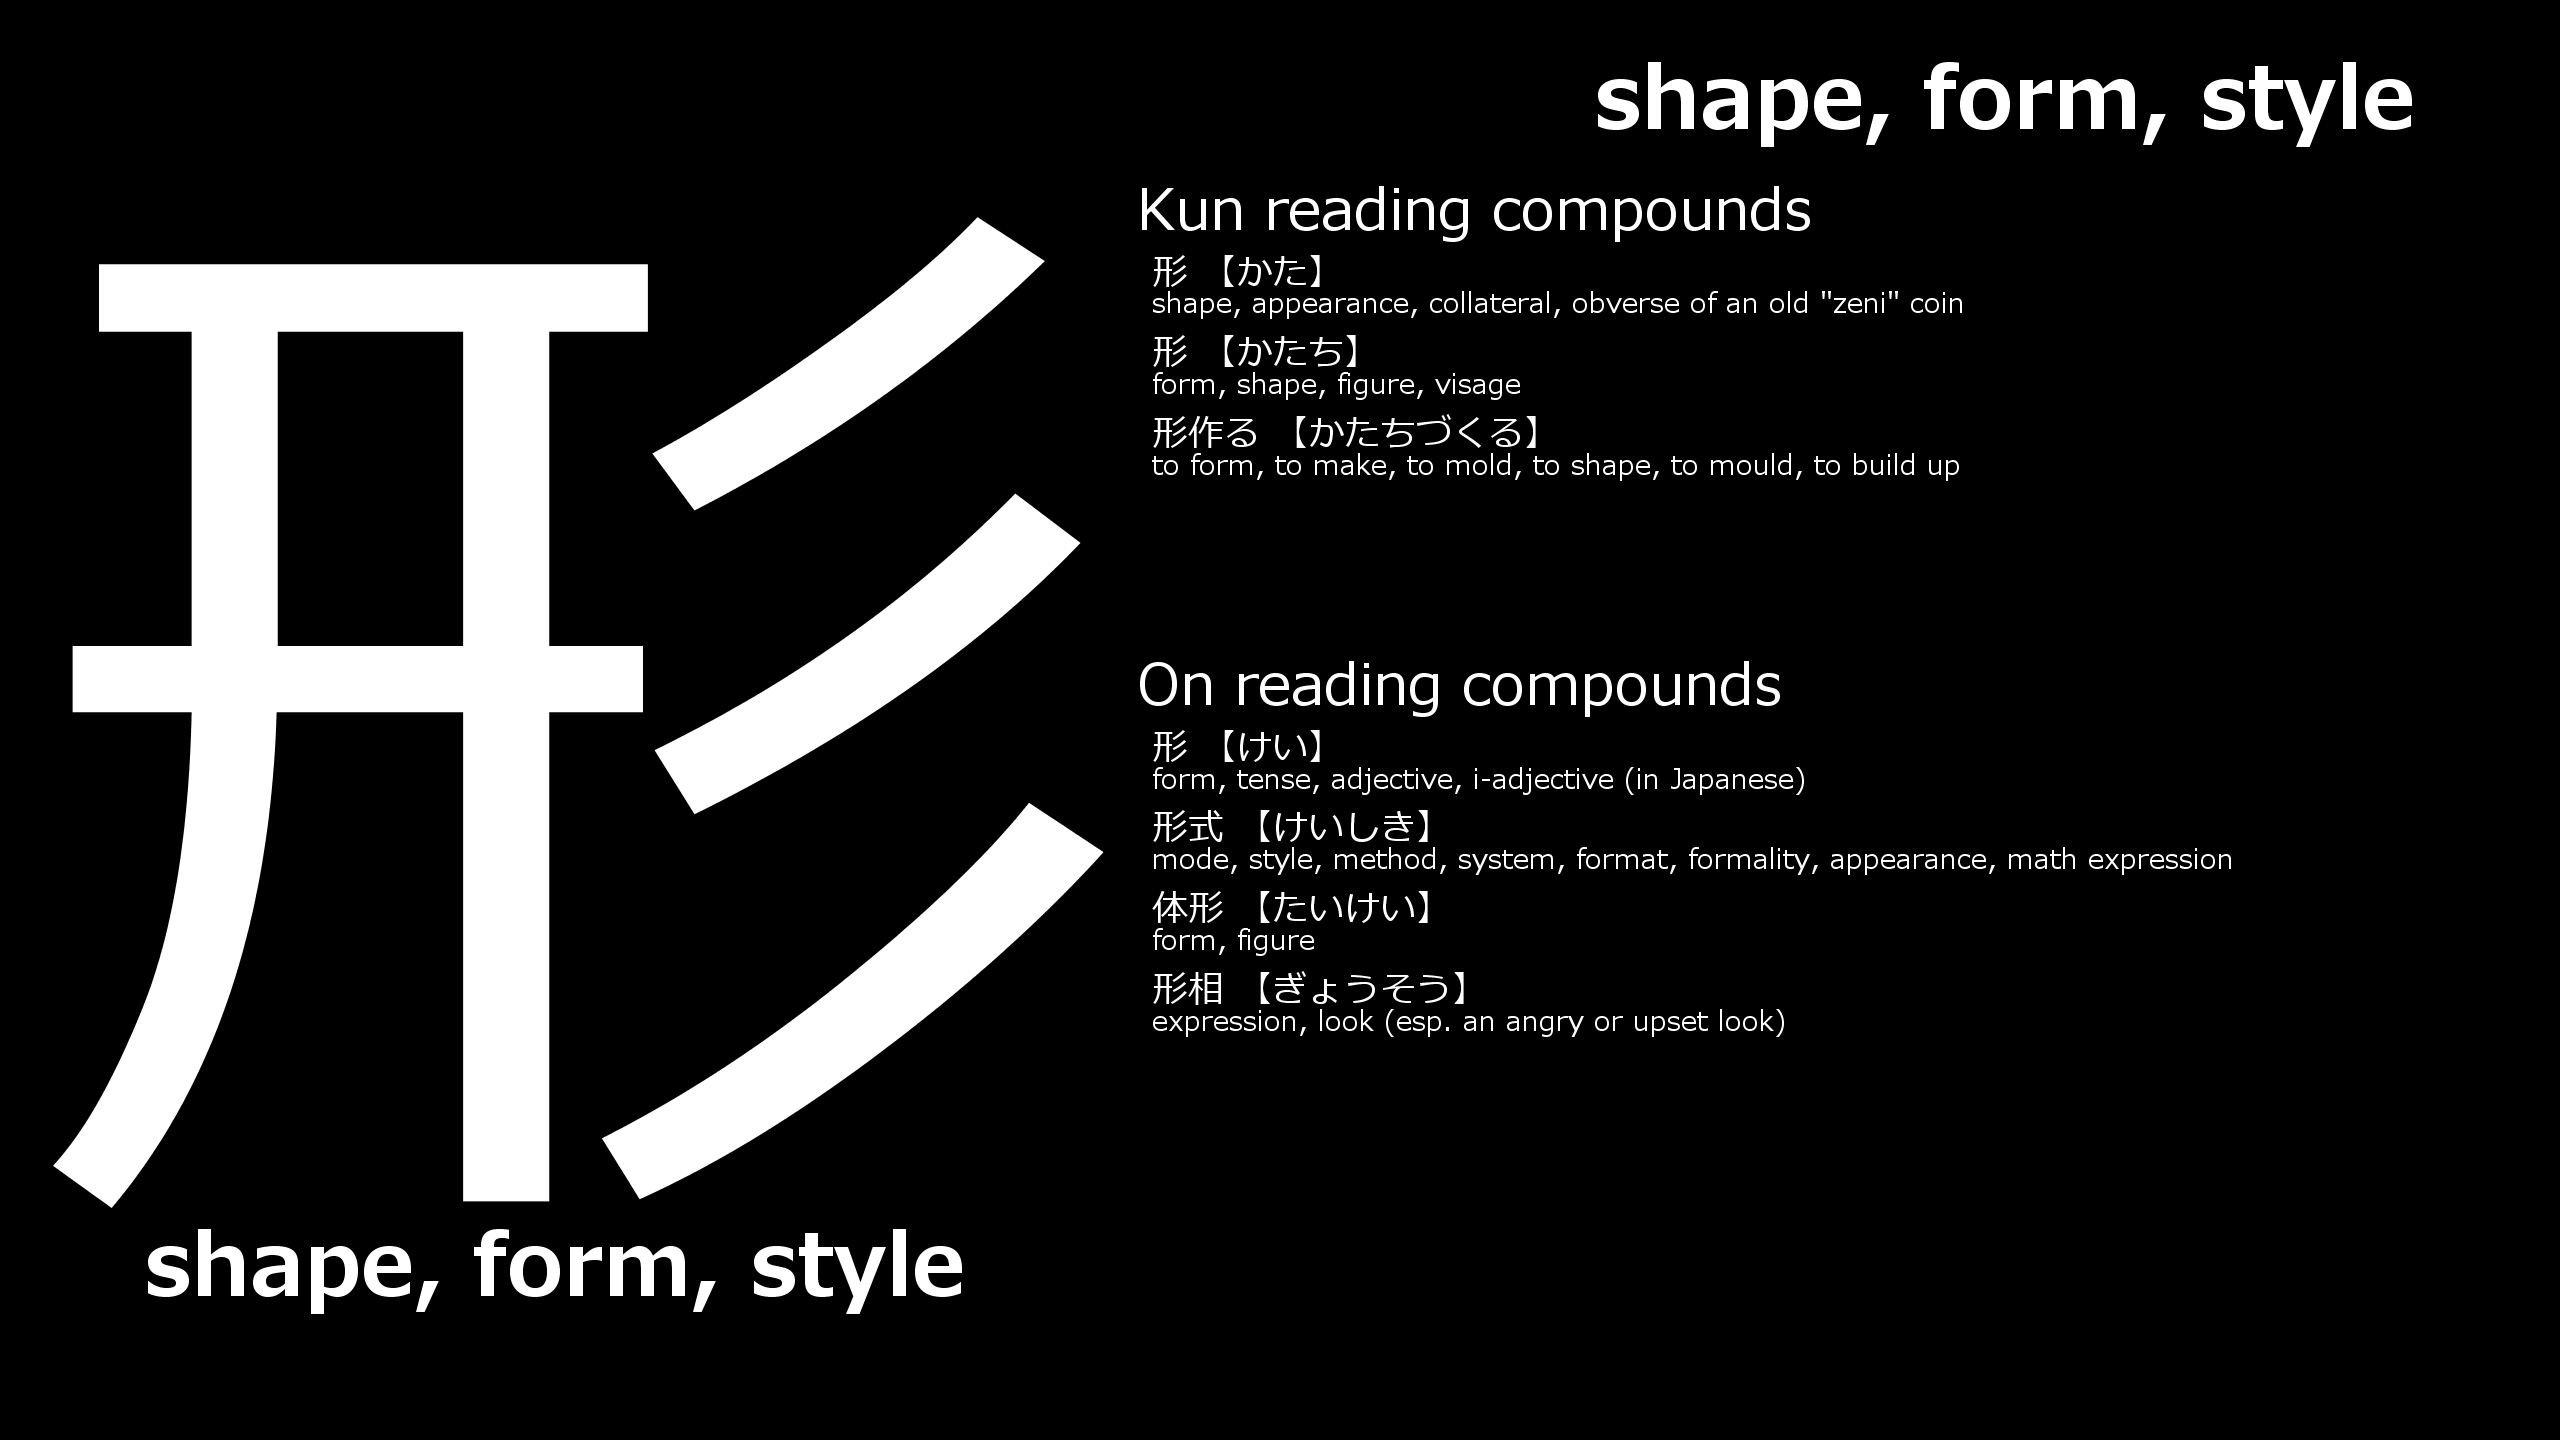 shape, form, style
形
shape, form, style
Kun reading compounds
形 【かた】
shape, appearance, collateral, obverse of an old "zeni" coin
形 【かたち】
form, shape, figure, visage
形作る 【かたちづくる】
to form, to make, to mold, to shape, to mould, to build up
On reading compounds
形 【けい】
form, tense, adjective, i-adjective (in Japanese)
形式 【けいしき】
mode, style, method, system, format, formality, appearance, math expression
体形 【たいけい】
form, figure
形相 【ぎょうそう】
expression, look (esp. an angry or upset look)